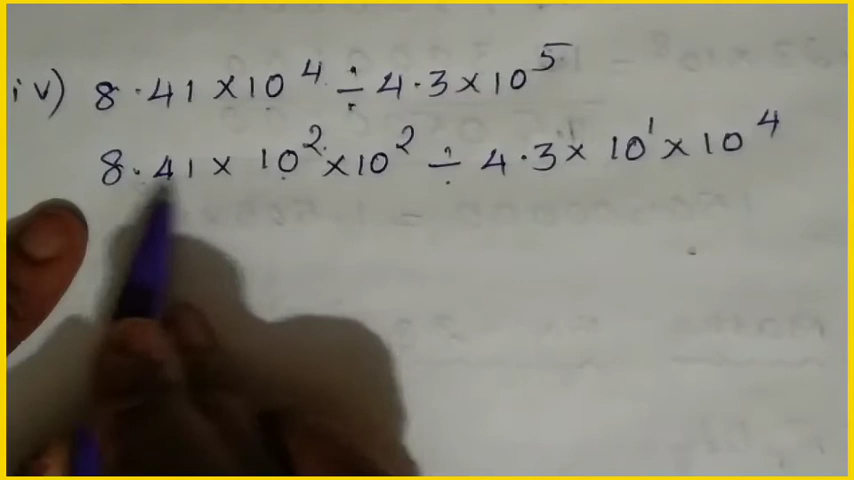 iv) 8.41 × 10⁴ ÷ 4.3 × 10⁵
8.41 × 10² × 10² ÷ 4.3 × 10¹ × 10⁴